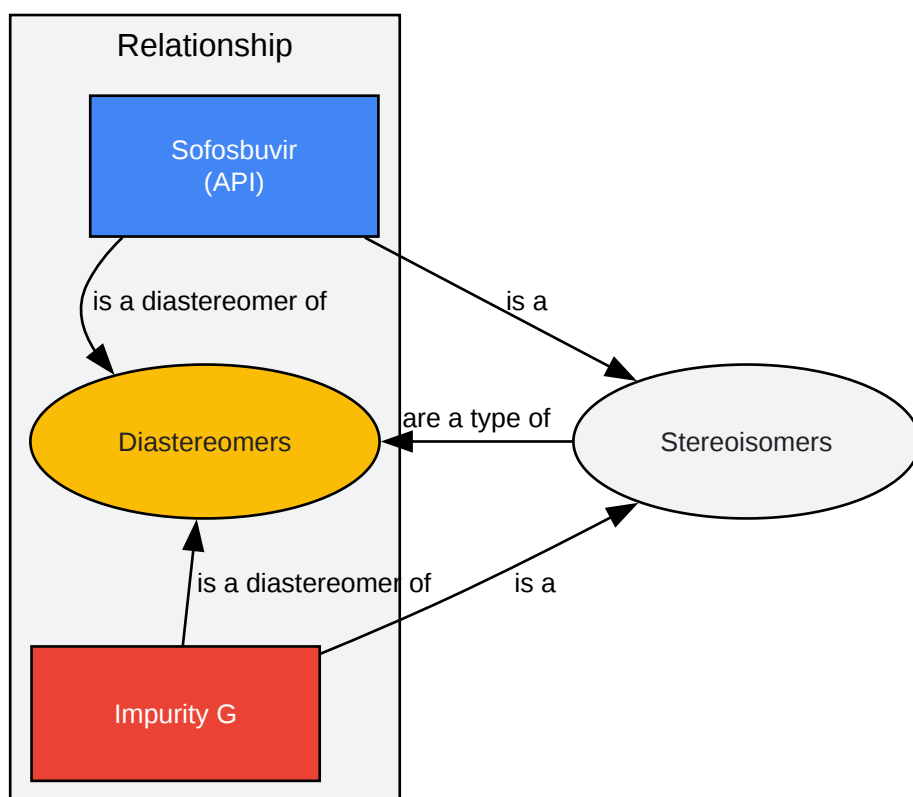 Relationship
Sofosbuvir
(API)
is a diastereomer of
is a
Diastereomers
are a type of
Stereoisomers
is a diastereomer of
is a
Impurity G